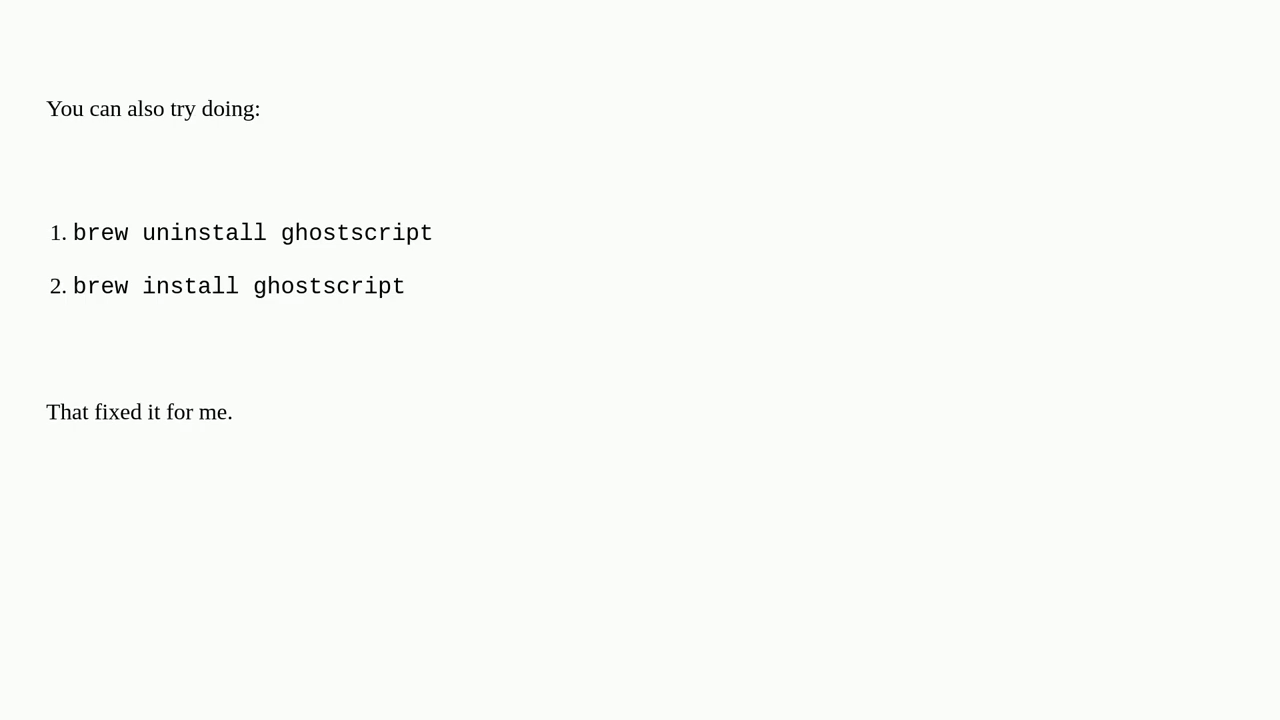 You can also try doing:
1. brew uninstall ghostscript
2. brew install ghostscript
That fixed it for me.